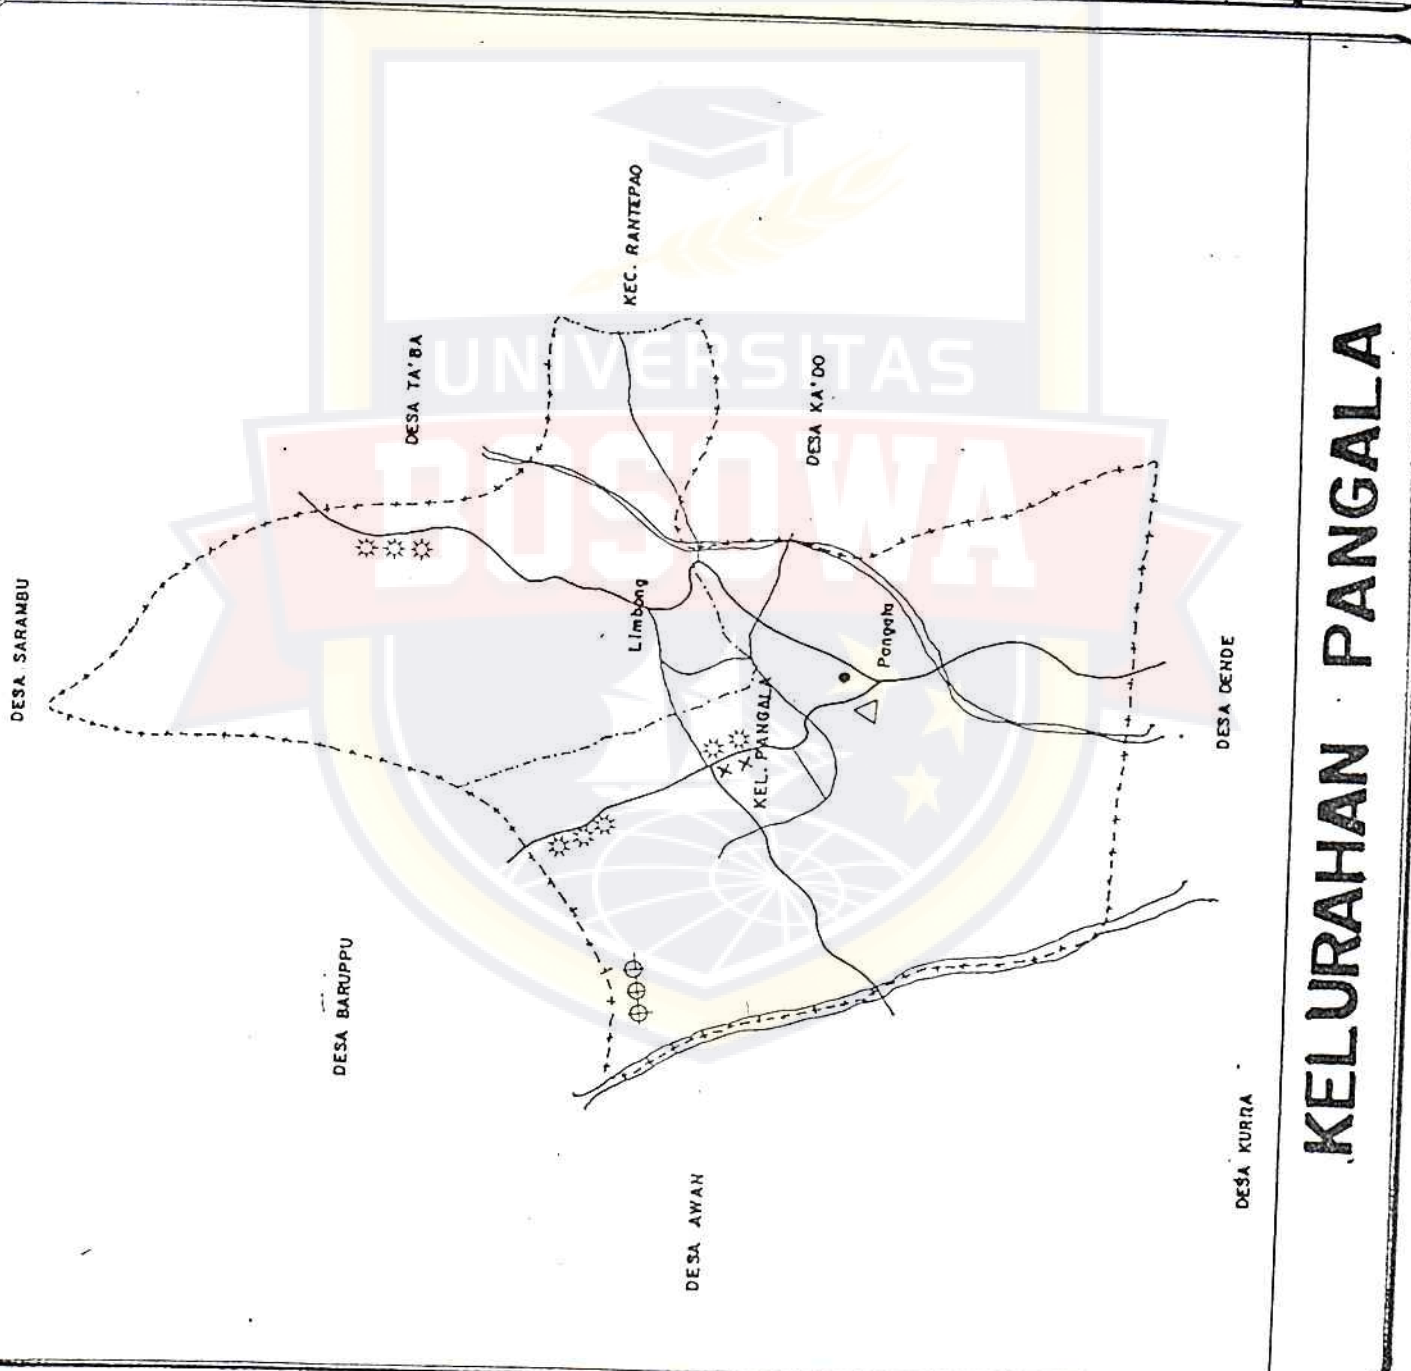 KELURAHAN PANGALA
DESA SARAMBU
DESA TA'BA
KEC. RANTEPAO
DESA KA'DO
Limbong
Pangala
KEL. PANGALA
DESA DENDE
DESA BARUPPU
DESA AWAN
DESA KURRA
UNIVERSITAS
BOSOWA